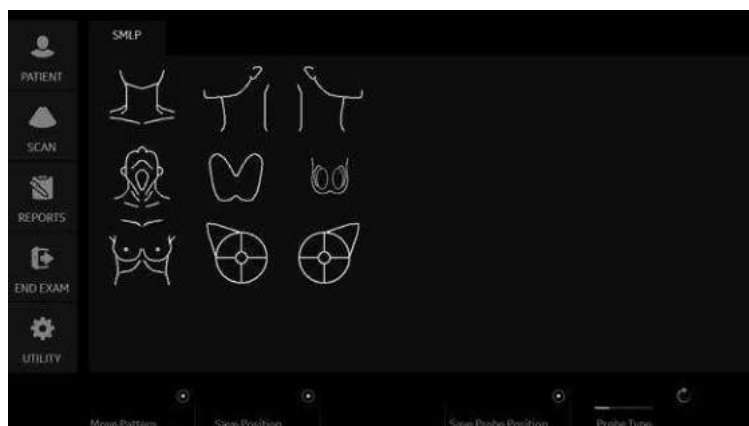 SMLP
PATIENT
SCAN
REPORTS
END EXAM
UTILITY
Move Pattern
Save Position
Save Probe Position
Probe Type